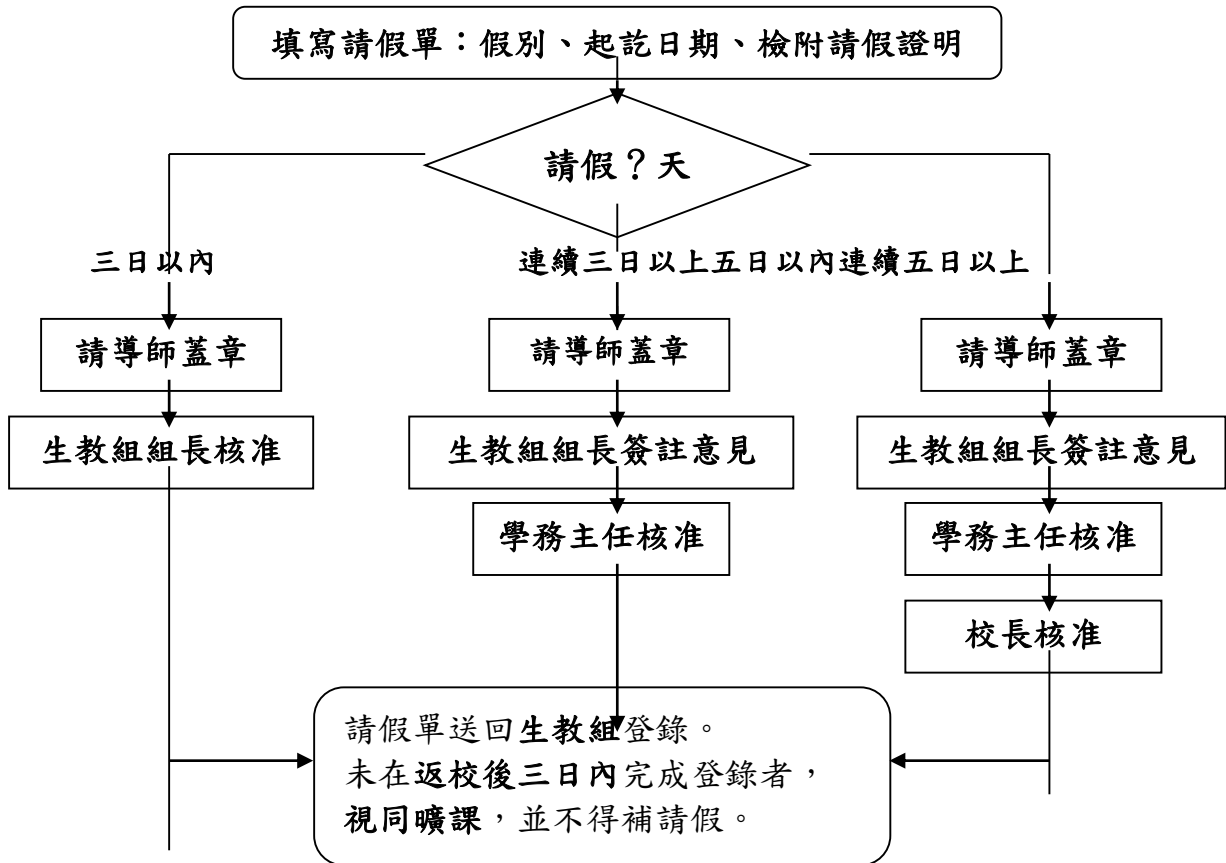 填寫請假單：假別、起訖日期、檢附請假證明
請假？天
三日以內
連續三日以上五日以內連續五日以上
請導師蓋章
請導師蓋章
請導師蓋章
生教組組長核准
生教組組長簽註意見
生教組組長簽註意見
學務主任核准
學務主任核准
校長核准
請假單送回生教組登錄。
未在返校後三日內完成登錄者，
視同曠課，並不得補請假。